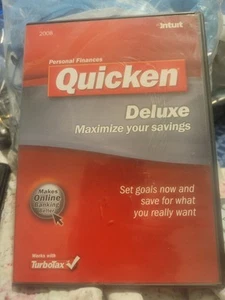 2008
intuit
Personal Finances
Quicken
Deluxe
Maximize your savings
Makes
Online
Banking
Set goals now and
save for what
you really want
Works with
TurboTax